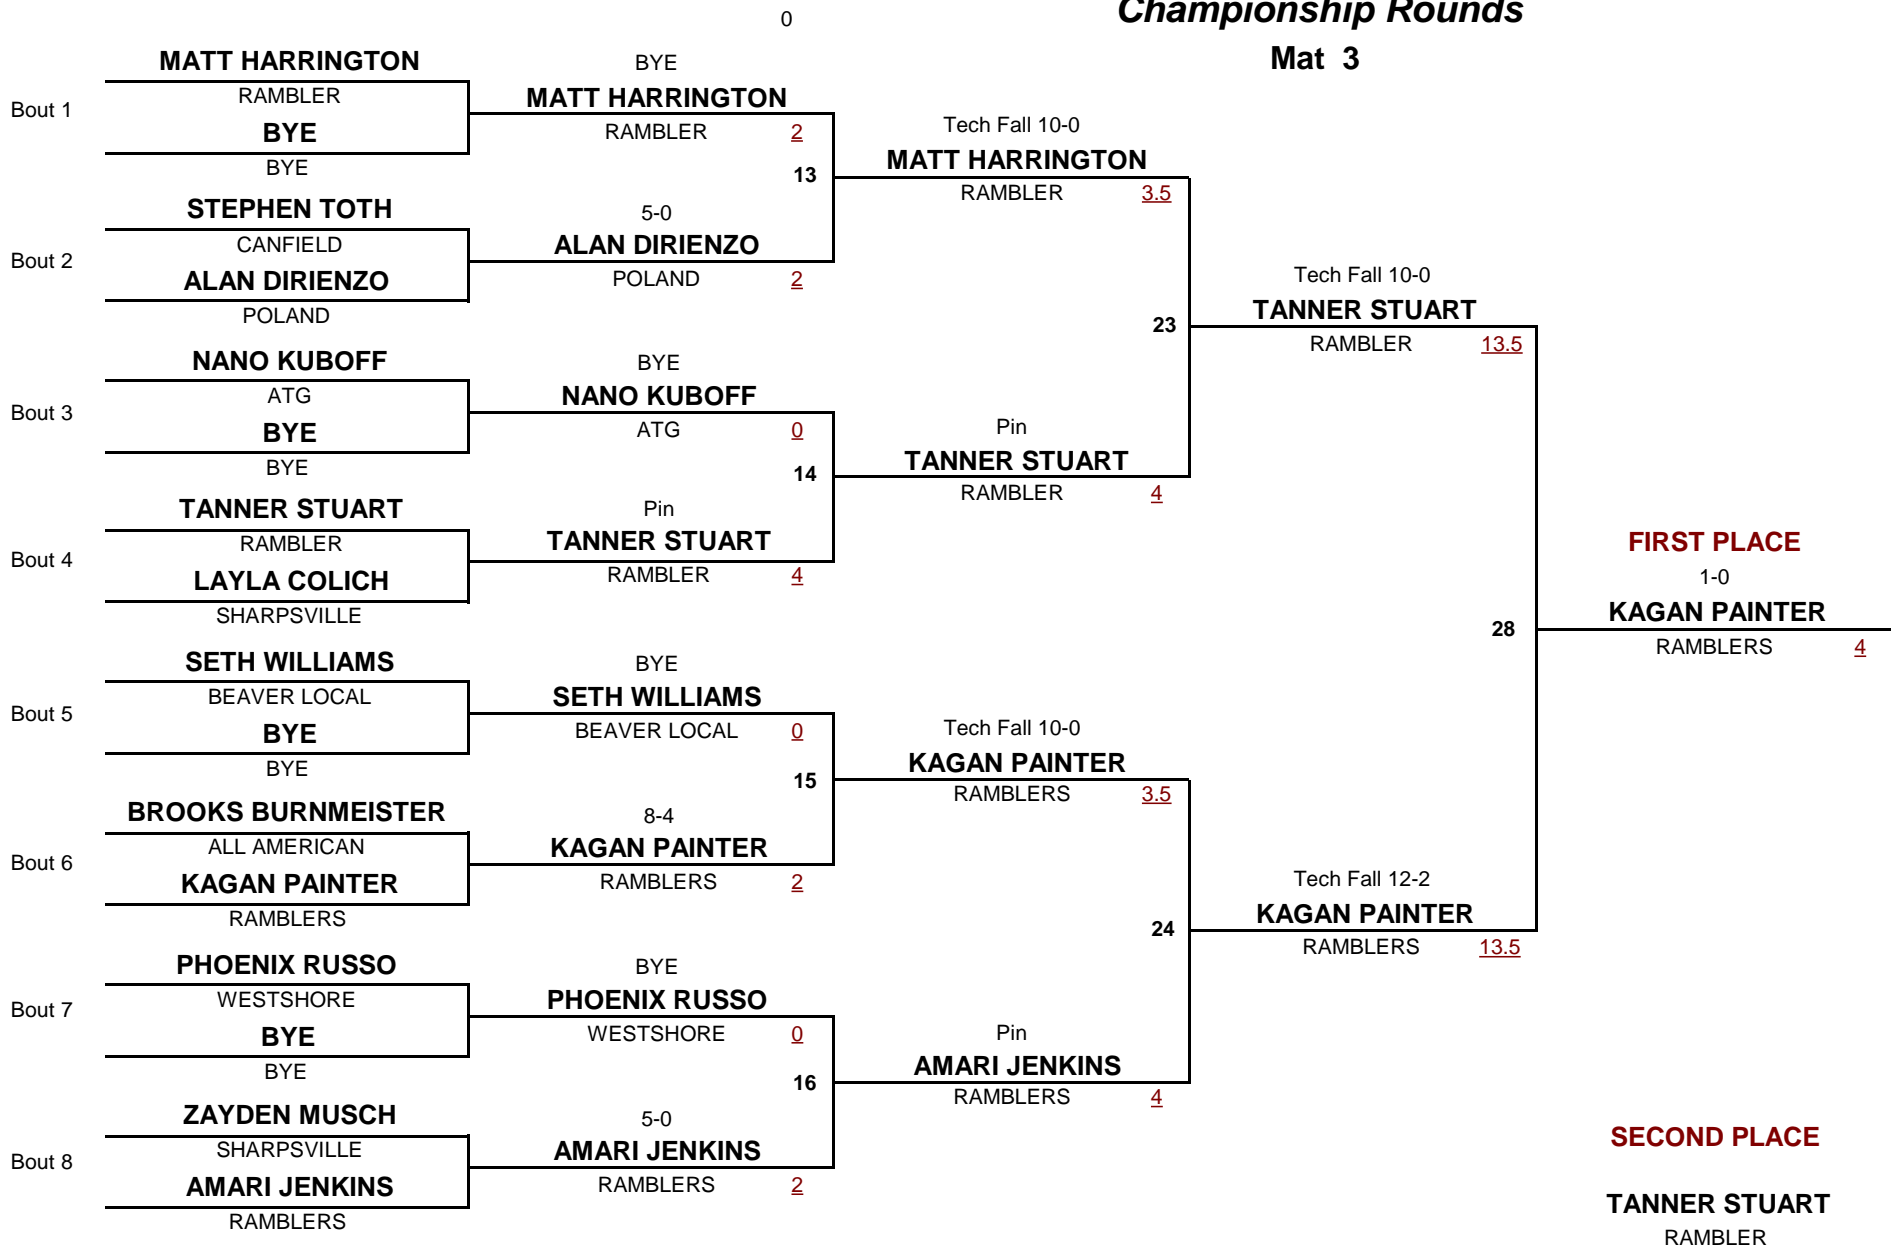 0
Championship Rounds
Mat 3
Bout 1
MATT HARRINGTON
RAMBLER
BYE
BYE
Bout 2
STEPHEN TOTH
CANFIELD
ALAN DIRIENZO
POLAND
Bout 3
NANO KUBOFF
ATG
BYE
BYE
Bout 4
TANNER STUART
RAMBLER
LAYLA COLICH
SHARPSVILLE
Bout 5
SETH WILLIAMS
BEAVER LOCAL
BYE
BYE
Bout 6
BROOKS BURNMEISTER
ALL AMERICAN
KAGAN PAINTER
RAMBLERS
Bout 7
PHOENIX RUSSO
WESTSHORE
BYE
BYE
Bout 8
ZAYDEN MUSCH
SHARPSVILLE
AMARI JENKINS
RAMBLERS
BYE
MATT HARRINGTON
RAMBLER 2
13
5-0
ALAN DIRIENZO
POLAND 2
BYE
NANO KUBOFF
ATG 0
14
Pin
TANNER STUART
RAMBLER 4
BYE
SETH WILLIAMS
BEAVER LOCAL 0
15
8-4
KAGAN PAINTER
RAMBLERS 2
BYE
PHOENIX RUSSO
WESTSHORE 0
16
5-0
AMARI JENKINS
RAMBLERS 2
Tech Fall 10-0
MATT HARRINGTON
RAMBLER 3.5
23
Pin
TANNER STUART
RAMBLER 4
Tech Fall 10-0
KAGAN PAINTER
RAMBLERS 3.5
24
Pin
AMARI JENKINS
RAMBLERS 4
Tech Fall 10-0
TANNER STUART
RAMBLER 13.5
28
Tech Fall 12-2
KAGAN PAINTER
RAMBLERS 13.5
FIRST PLACE
1-0
KAGAN PAINTER
RAMBLERS 4
SECOND PLACE
TANNER STUART
RAMBLER